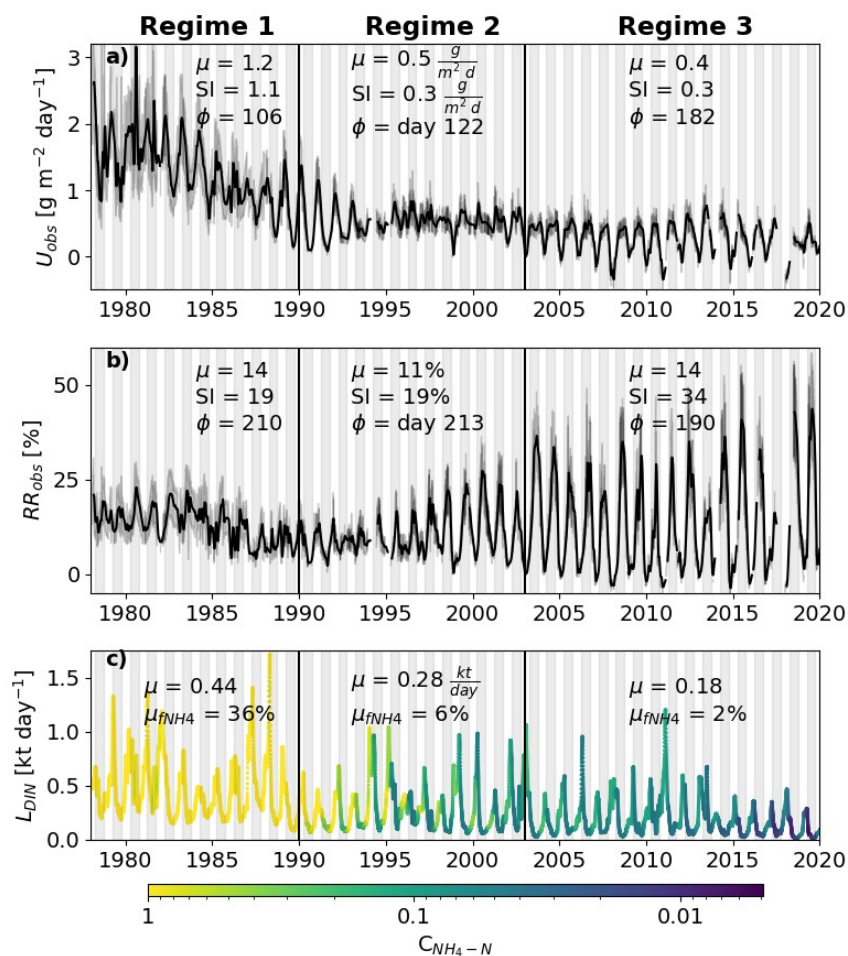 Regime 1 Regime 2 Regime 3
a)
μ = 1.2
SI = 1.1
ϕ = 106
μ = 0.5 g/m² d
SI = 0.3 g/m² d
ϕ = day 122
μ = 0.4
SI = 0.3
ϕ = 182
U_obs [g m⁻² day⁻¹]
3
2
1
0
1980 1985 1990 1995 2000 2005 2010 2015 2020
b)
μ = 14
SI = 19
ϕ = 210
μ = 11%
SI = 19%
ϕ = day 213
μ = 14
SI = 34
ϕ = 190
RR_obs [%]
50
25
0
1980 1985 1990 1995 2000 2005 2010 2015 2020
c)
μ = 0.44
μ_fNH4 = 36%
μ = 0.28 kt/day
μ_fNH4 = 6%
μ = 0.18
μ_fNH4 = 2%
L_DIN [kt day⁻¹]
1.5
1.0
0.5
0.0
1980 1985 1990 1995 2000 2005 2010 2015 2020
1 0.1 0.01
C_NH₄−N